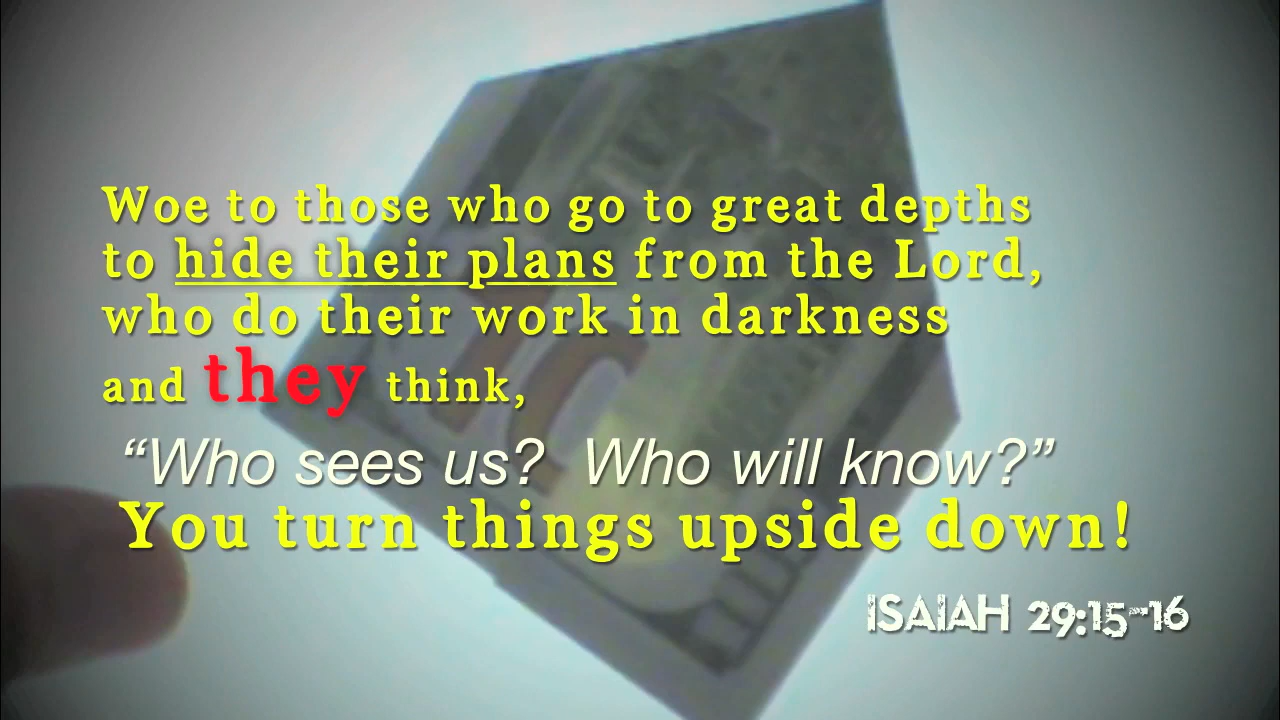 Woe to those who go to great depths
to hide their plans from the Lord,
who do their work in darkness
and they think,
“Who sees us? Who will know?”
You turn things upside down!
ISAIAH 29:15-16